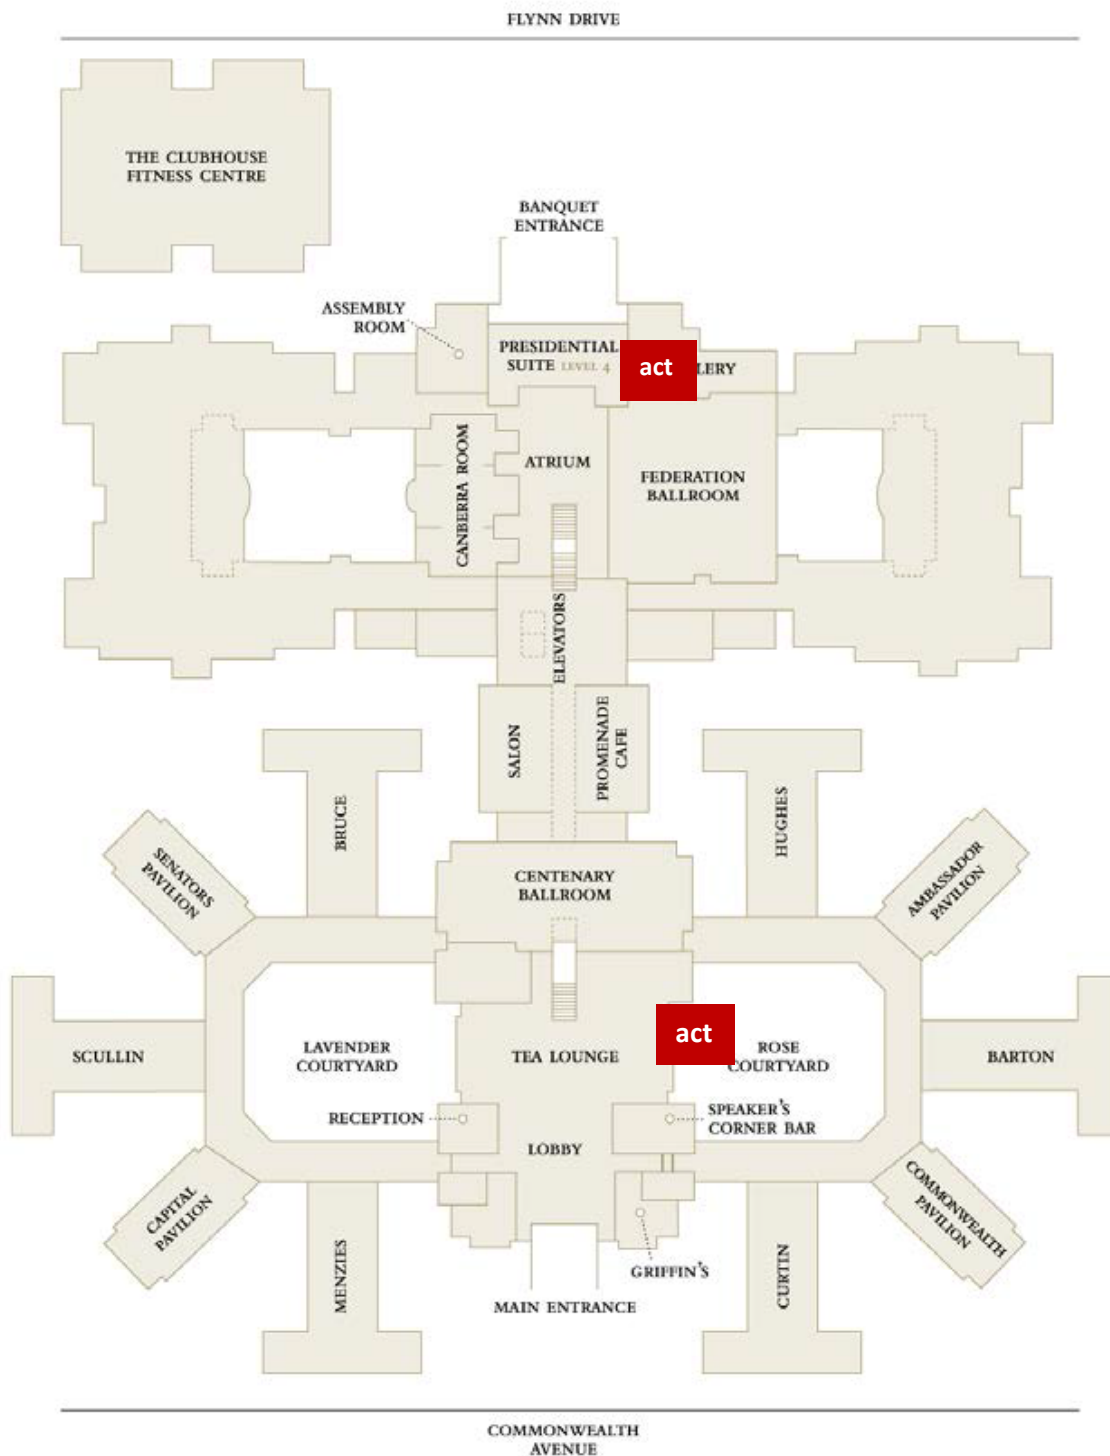 FLYNN DRIVE
THE CLUBHOUSE
FITNESS CENTRE
BANQUET
ENTRANCE
ASSEMBLY
ROOM
PRESIDENTIAL
SUITE LEVEL 4
act
LERY
CANBERRA ROOM
ATRIUM
FEDERATION
BALLROOM
ELEVATORS
SALON
PROMENADE
CAFE
BRUCE
HUGHES
SENATORS
PAVILION
CENTENARY
BALLROOM
AMBASSADOR
PAVILION
SCULLIN
LAVENDER
COURTYARD
TEA LOUNGE
act
ROSE
COURTYARD
BARTON
RECEPTION
SPEAKER'S
CORNER BAR
LOBBY
CAPITAL
PAVILION
COMMONWEALTH
PAVILION
MENZIES
GRIFFIN'S
CURTIN
MAIN ENTRANCE
COMMONWEALTH
AVENUE